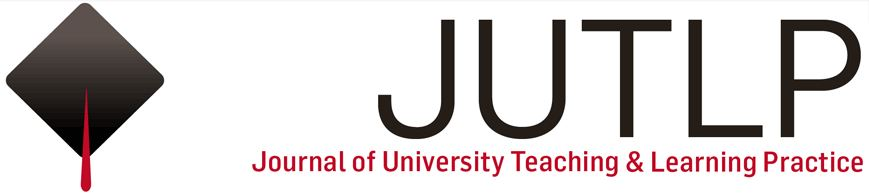 JUTLP
Journal of University Teaching & Learning Practice